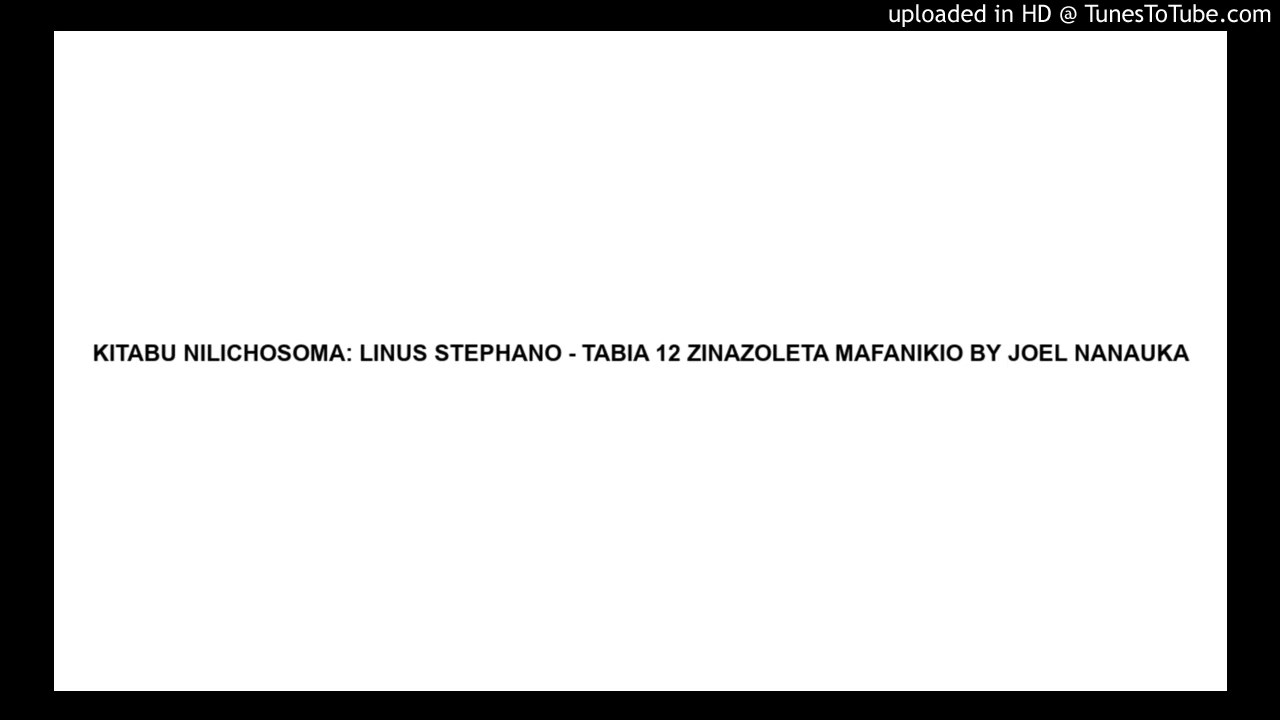 uploaded in HD @ TunesToTube.com
KITABU NILICHOSOMA: LINUS STEPHANO - TABIA 12 ZINAZOLETA MAFANIKIO BY JOEL NANAUKA